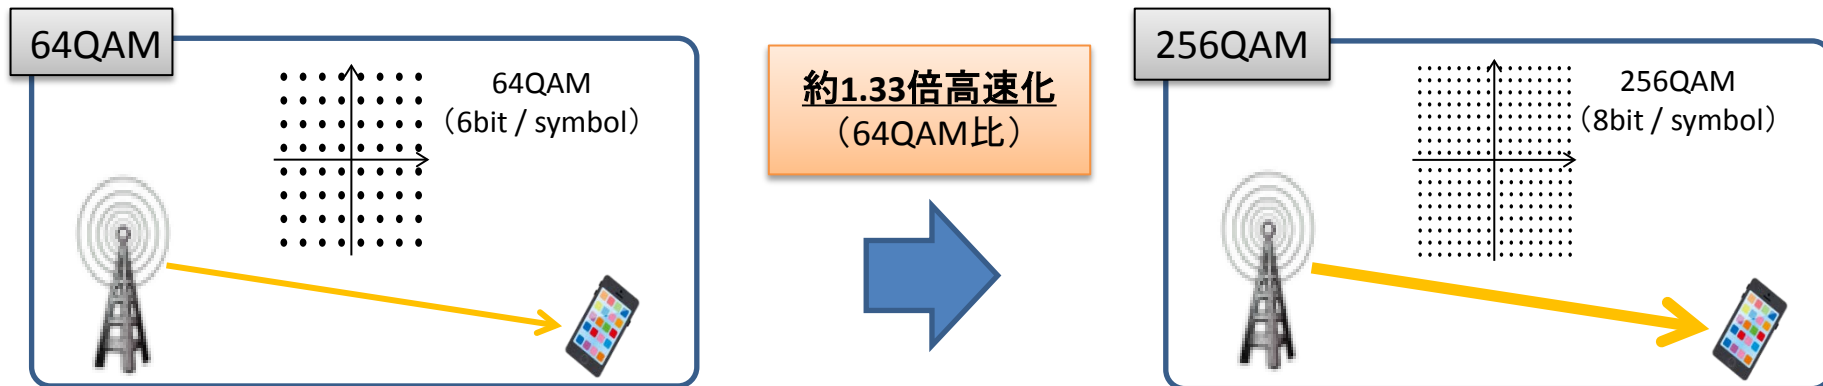 64QAM
64QAM
（6bit / symbol）
約1.33倍高速化
（64QAM比）
256QAM
256QAM
（8bit / symbol）